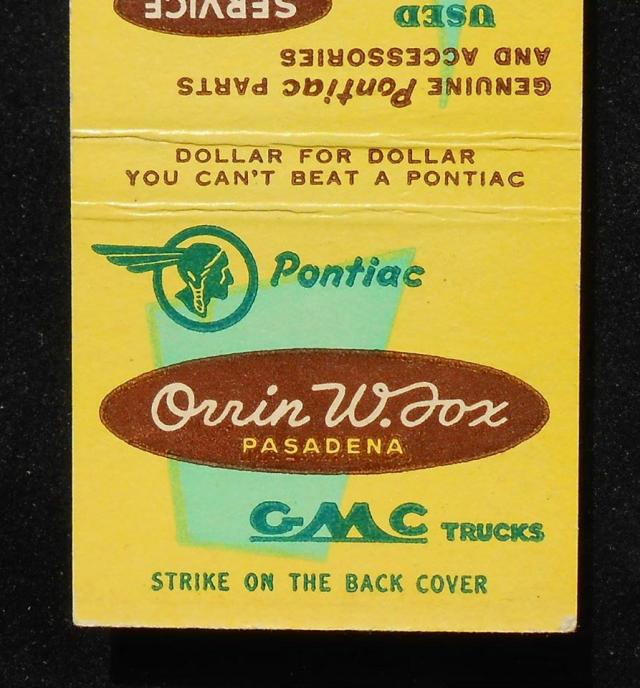 SERVICE
USED
GENUINE Pontiac PARTS
AND ACCESSORIES
DOLLAR FOR DOLLAR
YOU CAN'T BEAT A PONTIAC
Pontiac
Orrin W. Fox
PASADENA
GMC TRUCKS
STRIKE ON THE BACK COVER